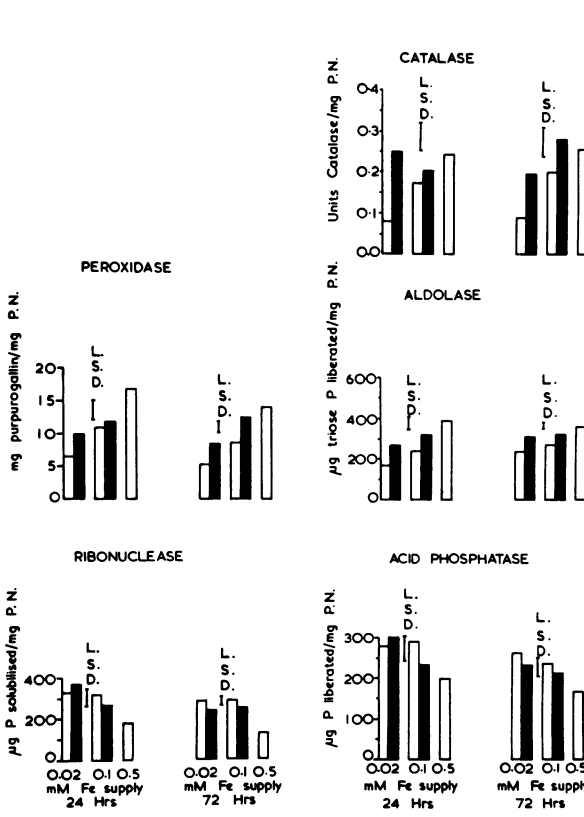 CATALASE
Units Catalase/mg P.N.
0·4
0·3
0·2
0·1
0·0
L.
S.
D.
L.
S.
D.
PEROXIDASE
mg purpurogallin/mg P.N.
20
15
10
5
0
L.
S.
D.
L.
S.
D.
ALDOLASE
µg triose P liberated/mg P.N.
600
400
200
0
L.
S.
D.
L.
S.
D.
RIBONUCLEASE
µg P solubilised/mg P.N.
400
200
0
L.
S.
D.
L.
S.
D.
0·02 0·1 0·5
mM Fe supply
24 Hrs
0·02 0·1 0·5
mM Fe supply
72 Hrs
ACID PHOSPHATASE
µg P liberated/mg P.N.
300
200
100
0
L.
S.
D.
L.
S.
D.
0·02 0·1 0·5
mM Fe supply
24 Hrs
0·02 0·1 0·5
mM Fe supply
72 Hrs